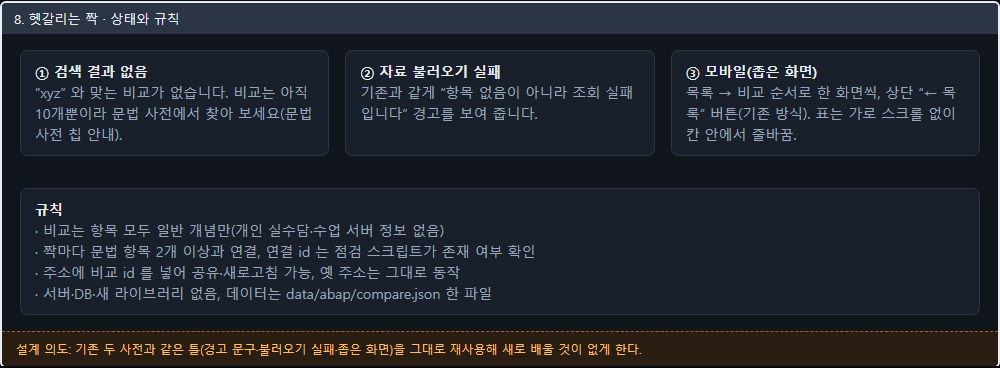 8. 헷갈리는 짝 · 상태와 규칙
① 검색 결과 없음
“xyz” 와 맞는 비교가 없습니다. 비교는 아직
10개뿐이라 문법 사전에서 찾아 보세요(문법
사전 칩 안내).
② 자료 불러오기 실패
기존과 같게 “항목 없음이 아니라 조회 실패
입니다” 경고를 보여 줍니다.
③ 모바일(좁은 화면)
목록 → 비교 순서로 한 화면씩, 상단 “← 목
록” 버튼(기존 방식). 표는 가로 스크롤 없이
칸 안에서 줄바꿈.
규칙
· 비교는 항목 모두 일반 개념만(개인 실수담·수업 서버 정보 없음)
· 짝마다 문법 항목 2개 이상과 연결, 연결 id 는 점검 스크립트가 존재 여부 확인
· 주소에 비교 id 를 넣어 공유·새로고침 가능, 옛 주소는 그대로 동작
· 서버·DB·새 라이브러리 없음, 데이터는 data/abap/compare.json 한 파일
설계 의도: 기존 두 사전과 같은 틀(경고 문구·불러오기 실패·좁은 화면)을 그대로 재사용해 새로 배울 것이 없게 한다.